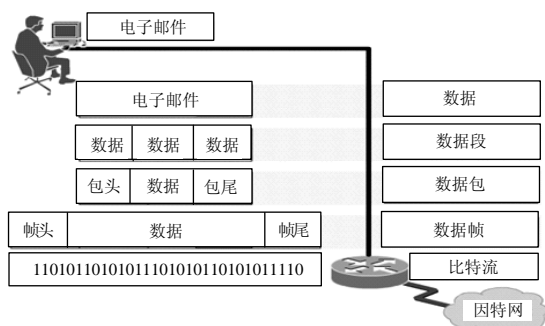 电子邮件
电子邮件 数据
数据 数据 数据 数据段
包头 数据 包尾 数据包
帧头 数据 帧尾 数据帧
1101011010101110101011010101110 比特流
因特网